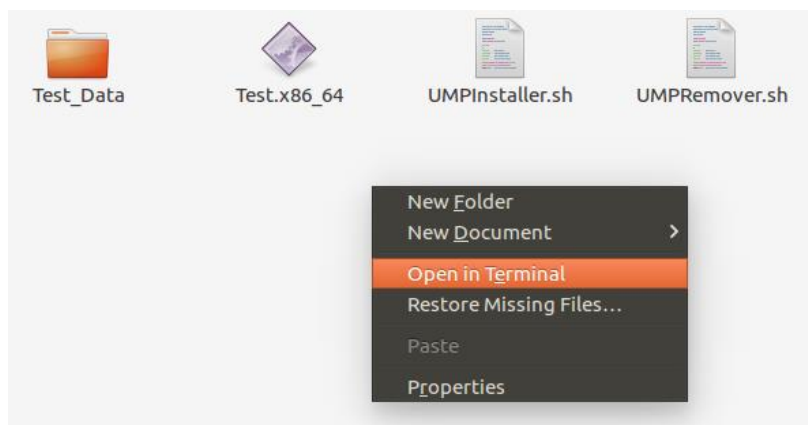 Test_Data
Test.x86_64
UMPInstaller.sh
UMPRemover.sh
New Folder
New Document
Open in Terminal
Restore Missing Files…
Paste
Properties